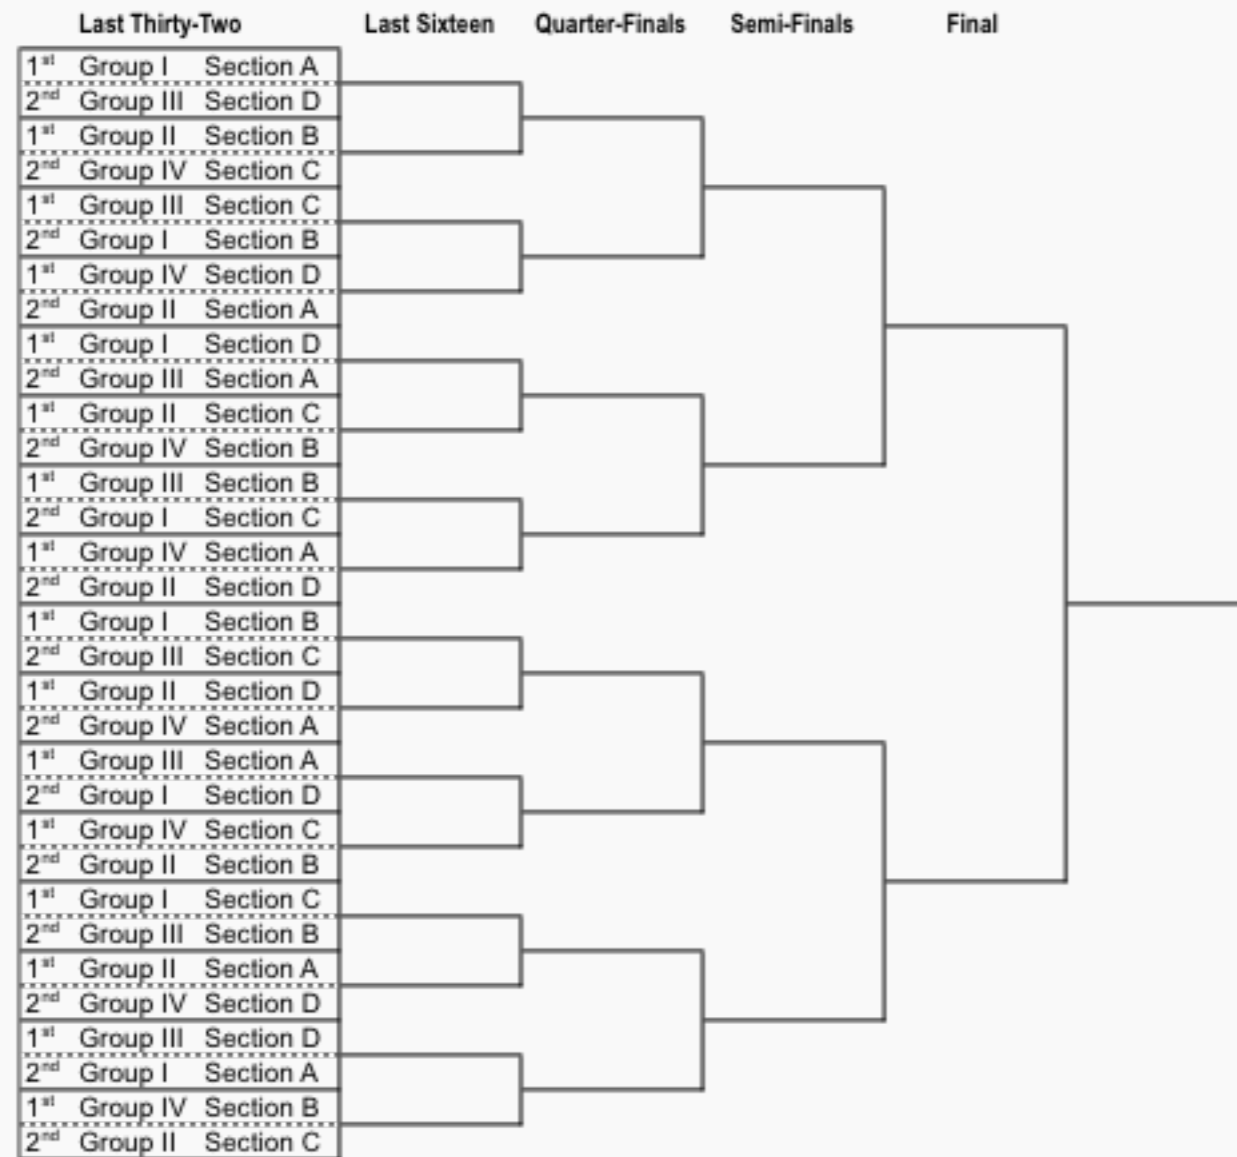 Last Thirty-Two Last Sixteen Quarter-Finals Semi-Finals Final
1st Group I Section A
2nd Group III Section D
1st Group II Section B
2nd Group IV Section C
1st Group III Section C
2nd Group I Section B
1st Group IV Section D
2nd Group II Section A
1st Group I Section D
2nd Group III Section A
1st Group II Section C
2nd Group IV Section B
1st Group III Section B
2nd Group I Section C
1st Group IV Section A
2nd Group II Section D
1st Group I Section B
2nd Group III Section C
1st Group II Section D
2nd Group IV Section A
1st Group III Section A
2nd Group I Section D
1st Group IV Section C
2nd Group II Section B
1st Group I Section C
2nd Group III Section B
1st Group II Section A
2nd Group IV Section D
1st Group III Section D
2nd Group I Section A
1st Group IV Section B
2nd Group II Section C